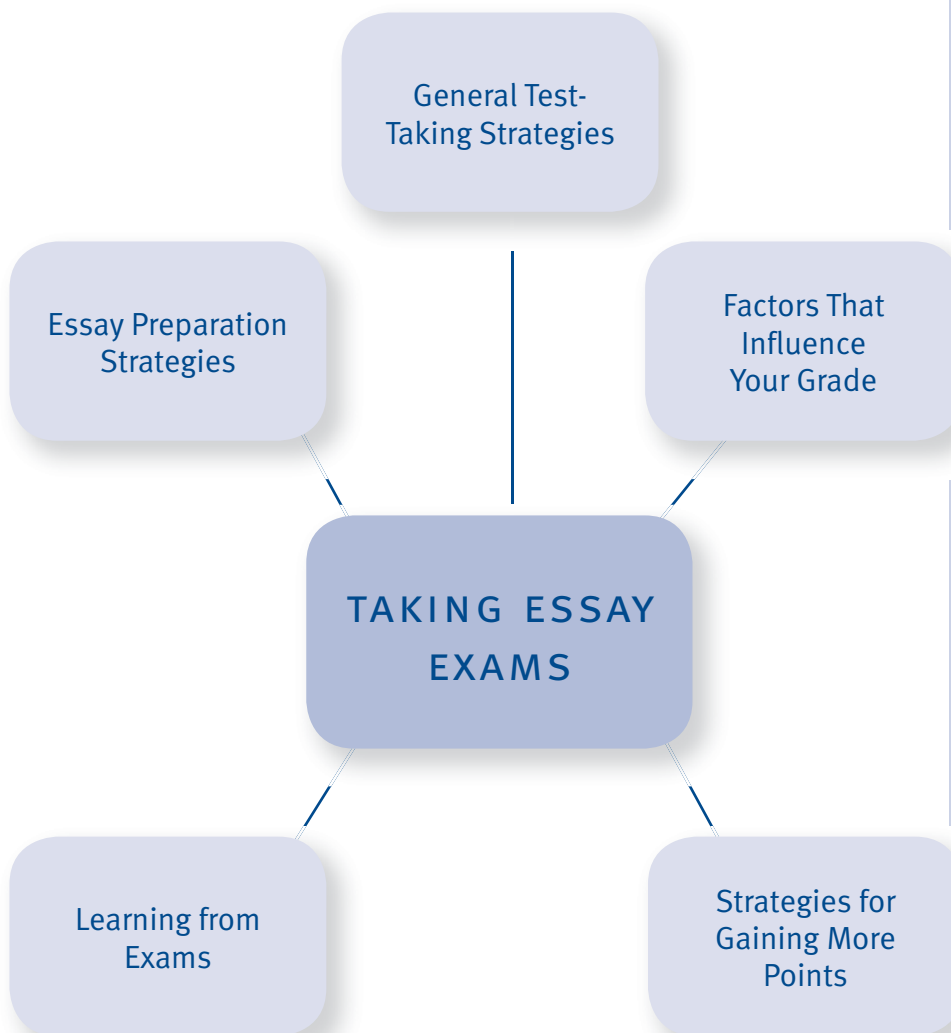 General Test-
Taking Strategies
Essay Preparation
Strategies
Factors That
Influence
Your Grade
TAKING ESSAY
EXAMS
Learning from
Exams
Strategies for
Gaining More
Points